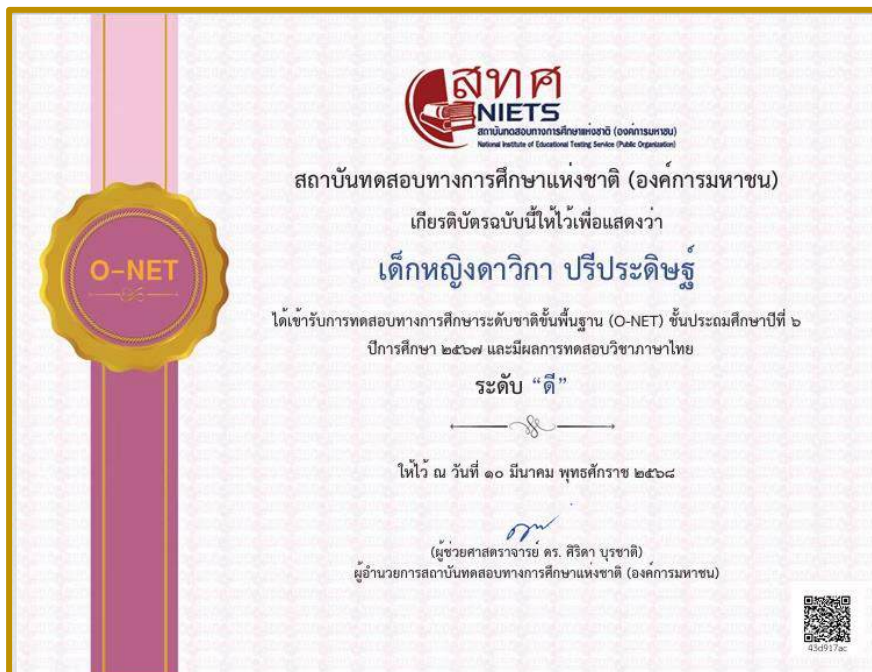 สทศ
NIETS
สถาบันทดสอบทางการศึกษาแห่งชาติ (องค์การมหาชน)
National Institute of Educational Testing Service (Public Organization)
สถาบันทดสอบทางการศึกษาแห่งชาติ (องค์การมหาชน)
เกียรติบัตรฉบับนี้ให้ไว้เพื่อแสดงว่า
เด็กหญิงดาวิกา ปรีประดิษฐ์
O-NET
ได้เข้ารับการทดสอบทางการศึกษาระดับชาติขั้นพื้นฐาน (O-NET) ชั้นประถมศึกษาปีที่ ๖
ปีการศึกษา ๒๕๖๗ และมีผลการทดสอบวิชาภาษาไทย
ระดับ “ดี”
ให้ไว้ ณ วันที่ ๑๐ มีนาคม พุทธศักราช ๒๕๖๘
(ผู้ช่วยศาสตราจารย์ ดร. ศิริดา บุรชาติ)
ผู้อำนวยการสถาบันทดสอบทางการศึกษาแห่งชาติ (องค์การมหาชน)
43d917ac